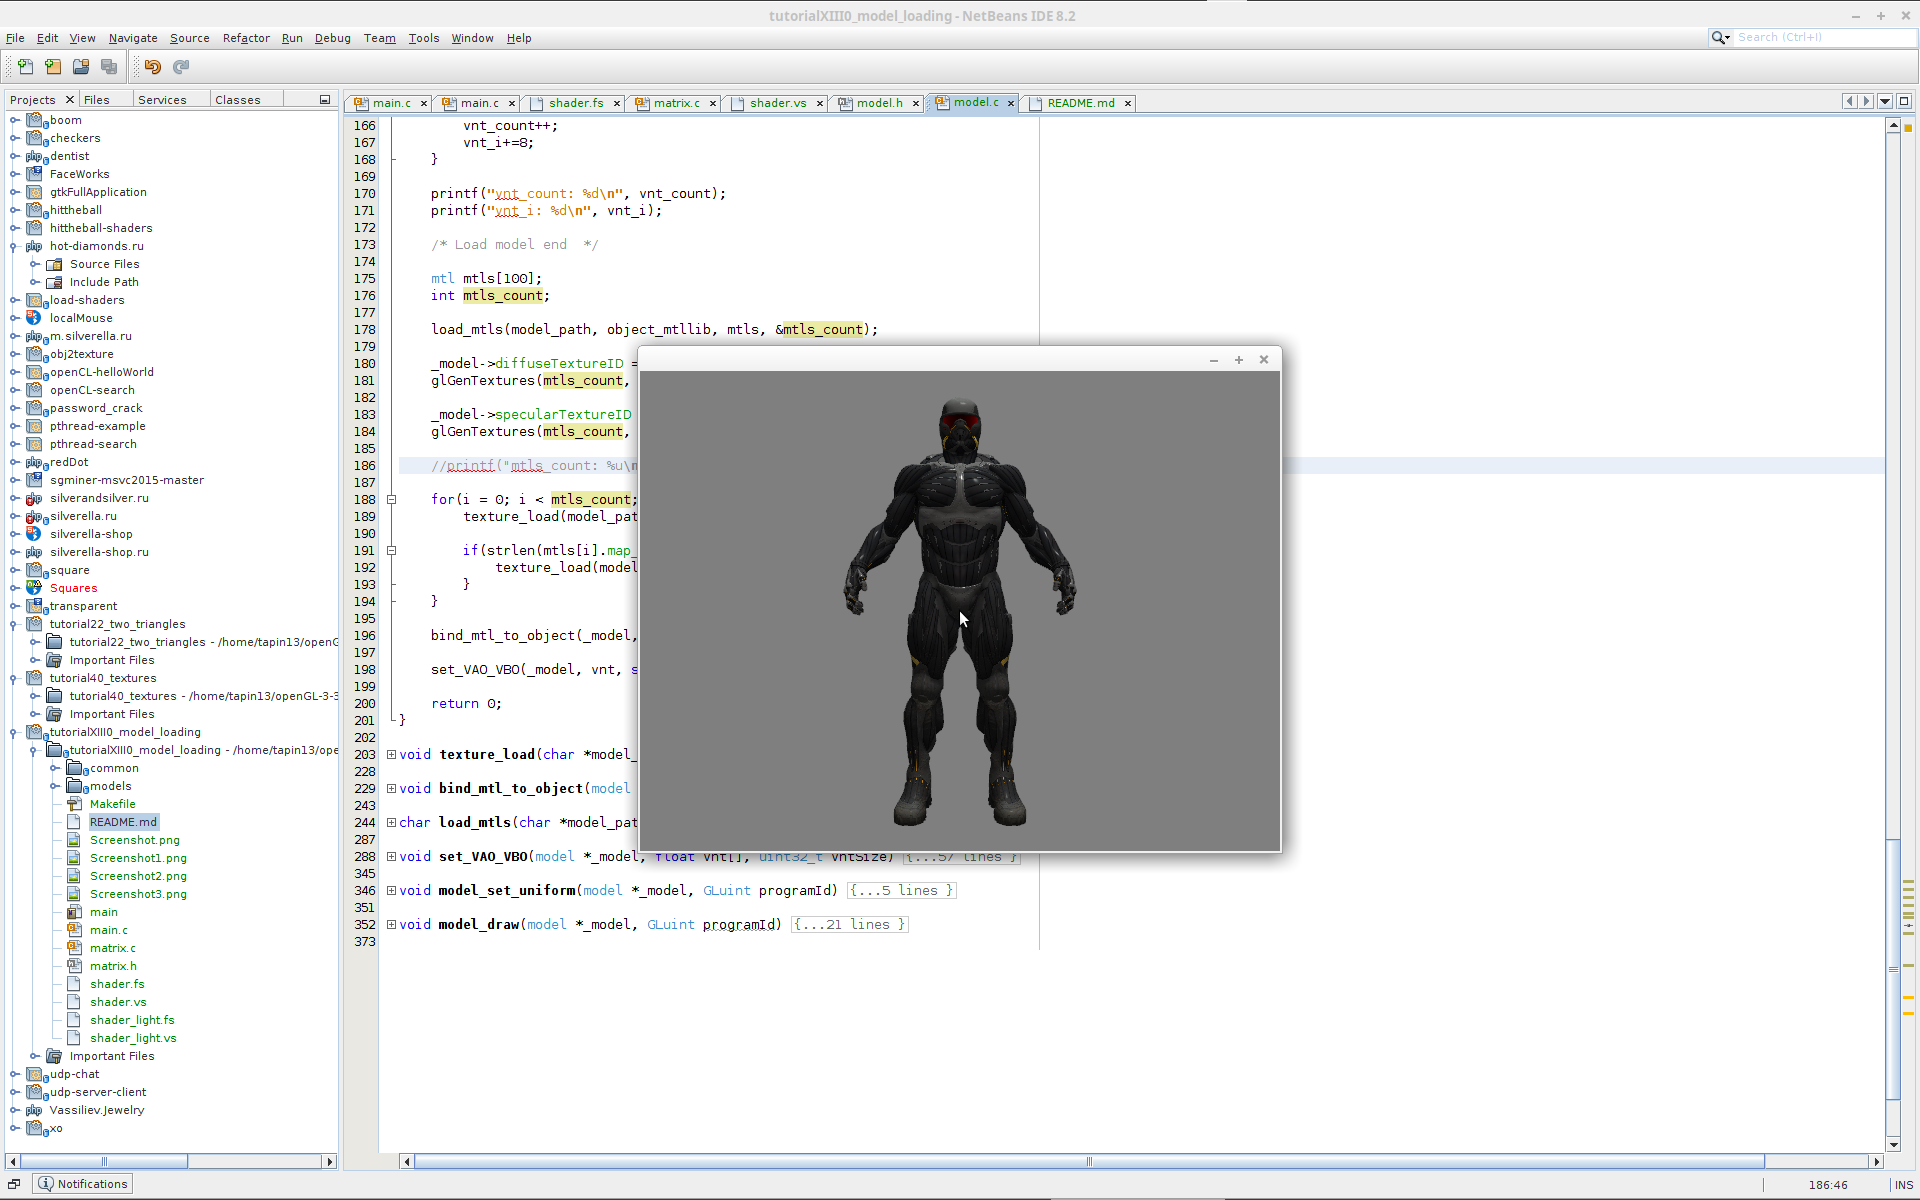 tutorialXIII0_model_loading - NetBeans IDE 8.2
File Edit View Navigate Source Refactor Run Debug Team Tools Window Help
Search (Ctrl+I)
Projects Files Services Classes
main.c main.c shader.fs matrix.c shader.vs model.h model.c README.md
boom
checkers
dentist
FaceWorks
gtkFullApplication
hittheball
hittheball-shaders
hot-diamonds.ru
Source Files
Include Path
load-shaders
localMouse
m.silverella.ru
obj2texture
openCL-helloWorld
openCL-search
password_crack
pthread-example
pthread-search
redDot
sgminer-msvc2015-master
silverandsilver.ru
silverella.ru
silverella-shop
silverella-shop.ru
square
Squares
transparent
tutorial22_two_triangles
tutorial22_two_triangles - /home/tapin13/openG
Important Files
tutorial40_textures
tutorial40_textures - /home/tapin13/openGL-3-3
Important Files
tutorialXIII0_model_loading
tutorialXIII0_model_loading - /home/tapin13/ope
common
models
Makefile
README.md
Screenshot.png
Screenshot1.png
Screenshot2.png
Screenshot3.png
main
main.c
matrix.c
matrix.h
shader.fs
shader.vs
shader_light.fs
shader_light.vs
Important Files
udp-chat
udp-server-client
Vassiliev.Jewelry
xo
166 vnt_count++;
167 vnt_i+=8;
168 }
169
170 printf("vnt_count: %d\n", vnt_count);
171 printf("vnt_i: %d\n", vnt_i);
172
173 /* Load model end  */
174
175 mtl mtls[100];
176 int mtls_count;
177
178 load_mtls(model_path, object_mtllib, mtls, &mtls_count);
179
180 _model->diffuseTextureID =
181 glGenTextures(mtls_count,
182
183 _model->specularTextureID
184 glGenTextures(mtls_count,
185
186 //printf("mtls_count: %u\n
187
188 for(i = 0; i < mtls_count;
189 texture_load(model_pat
190
191 if(strlen(mtls[i].map_
192 texture_load(model
193 }
194 }
195
196 bind_mtl_to_object(_model,
197
198 set_VAO_VBO(_model, vnt, s
199
200 return 0;
201 }
202
203 void texture_load(char *model_
228
229 void bind_mtl_to_object(model
243
244 char load_mtls(char *model_pat
287
288 void set_VAO_VBO(model *_model, float vnt[], uint32_t vntSize) {...57 lines }
345
346 void model_set_uniform(model *_model, GLuint programId) {...5 lines }
351
352 void model_draw(model *_model, GLuint programId) {...21 lines }
373
Notifications
186:46 INS